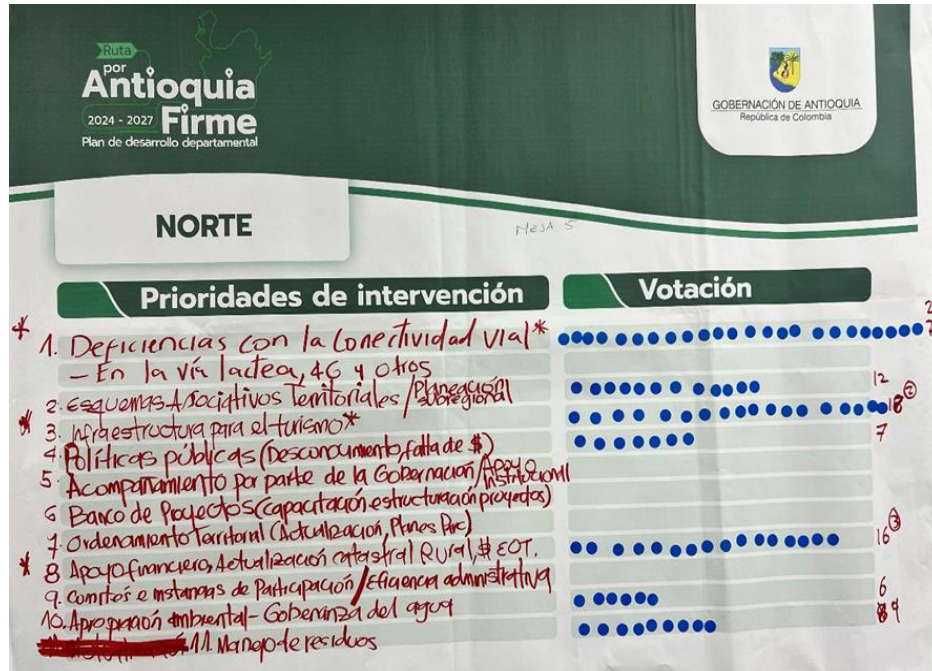 Ruta
por
Antioquia
2024 - 2027 Firme
Plan de desarrollo departamental
GOBERNACIÓN DE ANTIOQUIA
República de Colombia
NORTE
MESA 5
Prioridades de intervención
Votación
* 1. Deficiencias con la Conectividad Vial*
- En la vía lactea, 4G y otros
2. Esquemas Asociativos Territoriales / Planeación subregional 12
* 3. Infraestructura para el turismo* 18 ②
4. Políticas públicas (Desconocimiento, falta de $) 7
5. Acompañamiento por parte de la Gobernación / Apoyo Institucional
6 Banco de Proyectos (capacitación estructuración proyectos)
7. Ordenamiento Territorial (Actualización, Planes)
* 8 Apoyo financiero, Actualización catastral Rural, $ EOT. 16 ③
9. Comités e instancias de Participación / Eficiencia administrativa
10. Apropiación Ambiental - Gobernanza del agua 6
11. Manejo de residuos 9